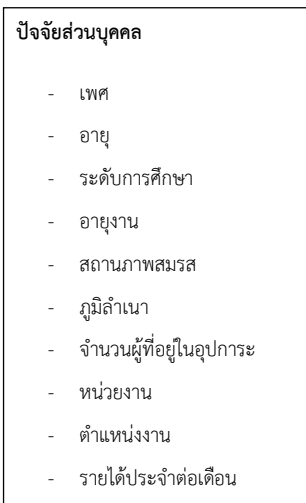 ปัจจัยส่วนบุคคล
- เพศ
- อายุ
- ระดับการศึกษา
- อายุงาน
- สถานภาพสมรส
- ภูมิลำเนา
- จำนวนผู้ที่อยู่ในอุปการะ
- หน่วยงาน
- ตำแหน่งงาน
- รายได้ประจำต่อเดือน